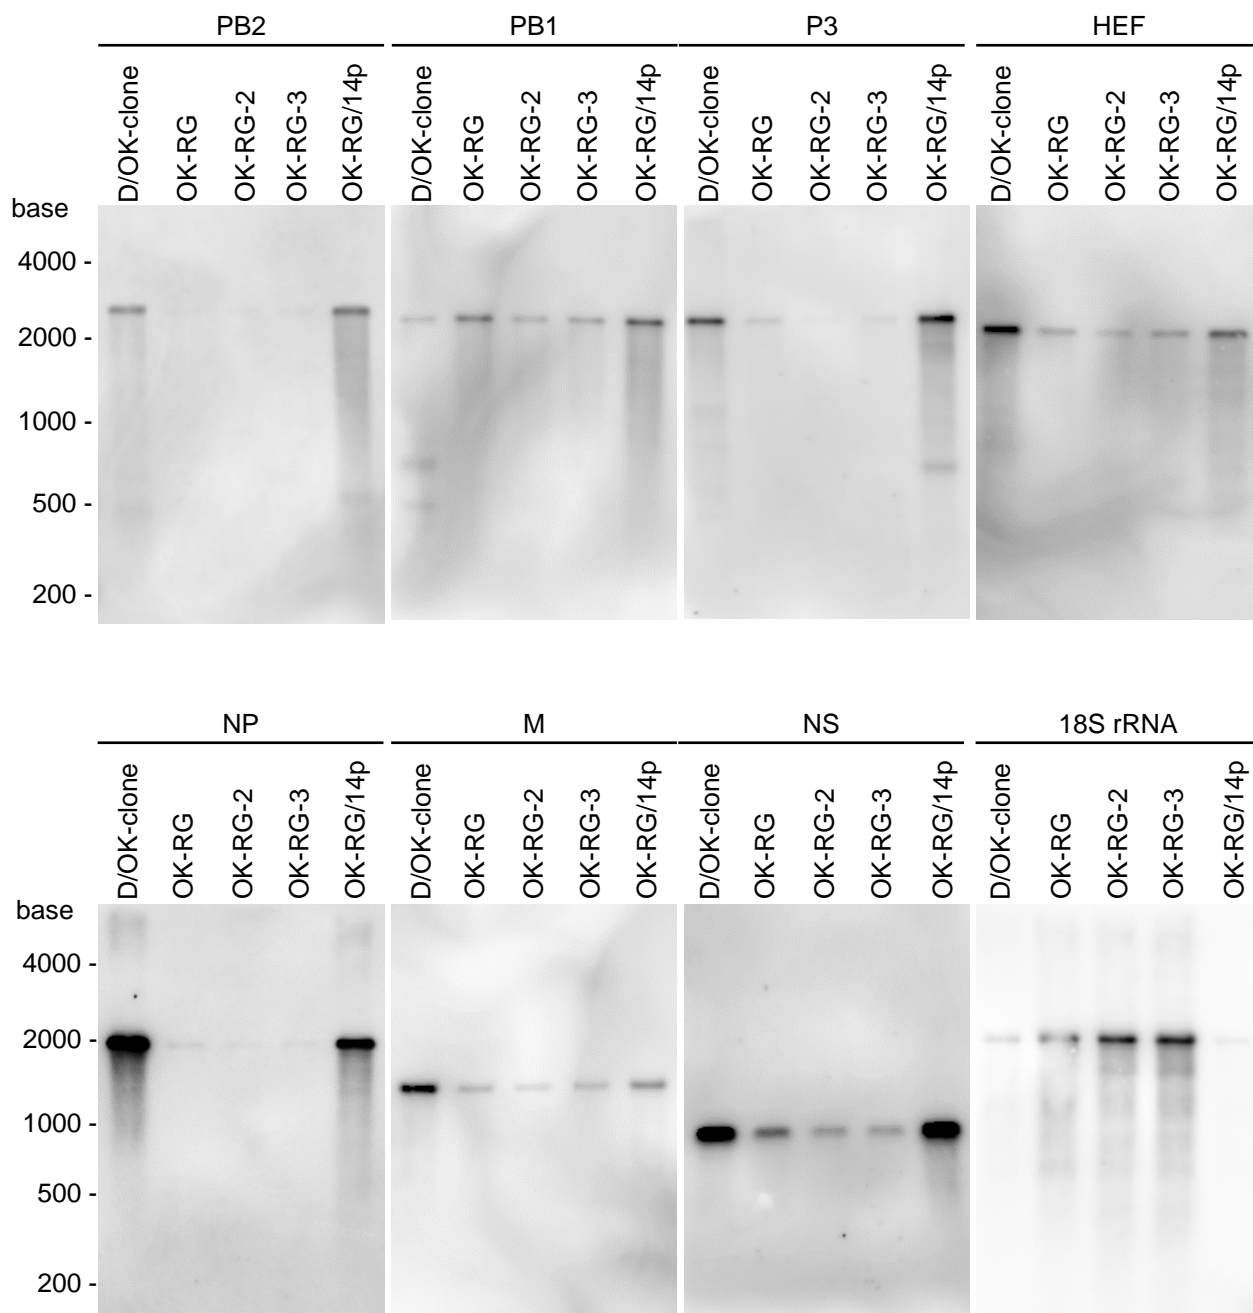 PB2 PB1 P3 HEF
D/OK-clone OK-RG OK-RG-2 OK-RG-3 OK-RG/14p D/OK-clone OK-RG OK-RG-2 OK-RG-3 OK-RG/14p D/OK-clone OK-RG OK-RG-2 OK-RG-3 OK-RG/14p D/OK-clone OK-RG OK-RG-2 OK-RG-3 OK-RG/14p
base
4000 -
2000 -
1000 -
500 -
200 -
NP M NS 18S rRNA
D/OK-clone OK-RG OK-RG-2 OK-RG-3 OK-RG/14p D/OK-clone OK-RG OK-RG-2 OK-RG-3 OK-RG/14p D/OK-clone OK-RG OK-RG-2 OK-RG-3 OK-RG/14p D/OK-clone OK-RG OK-RG-2 OK-RG-3 OK-RG/14p
base
4000 -
2000 -
1000 -
500 -
200 -